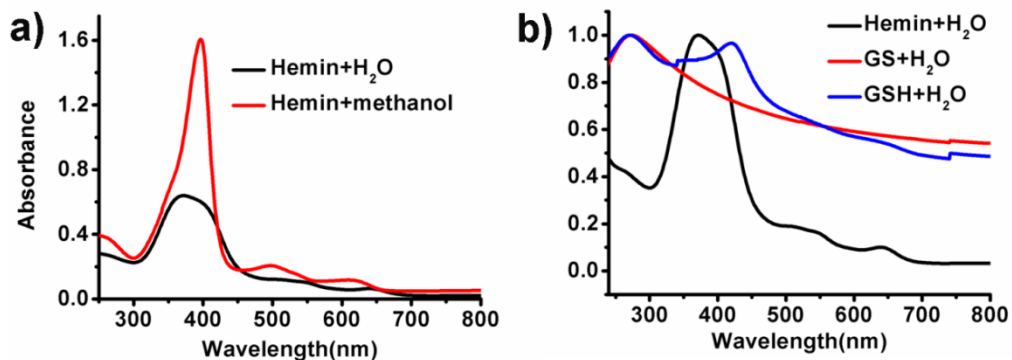 a)
Absorbance
1.6
1.2
0.8
0.4
0.0
Hemin+H₂O
Hemin+methanol
300 400 500 600 700 800
Wavelength(nm)
b)
1.0
0.8
0.6
0.4
0.2
0.0
Hemin+H₂O
GS+H₂O
GSH+H₂O
300 400 500 600 700 800
Wavelength(nm)